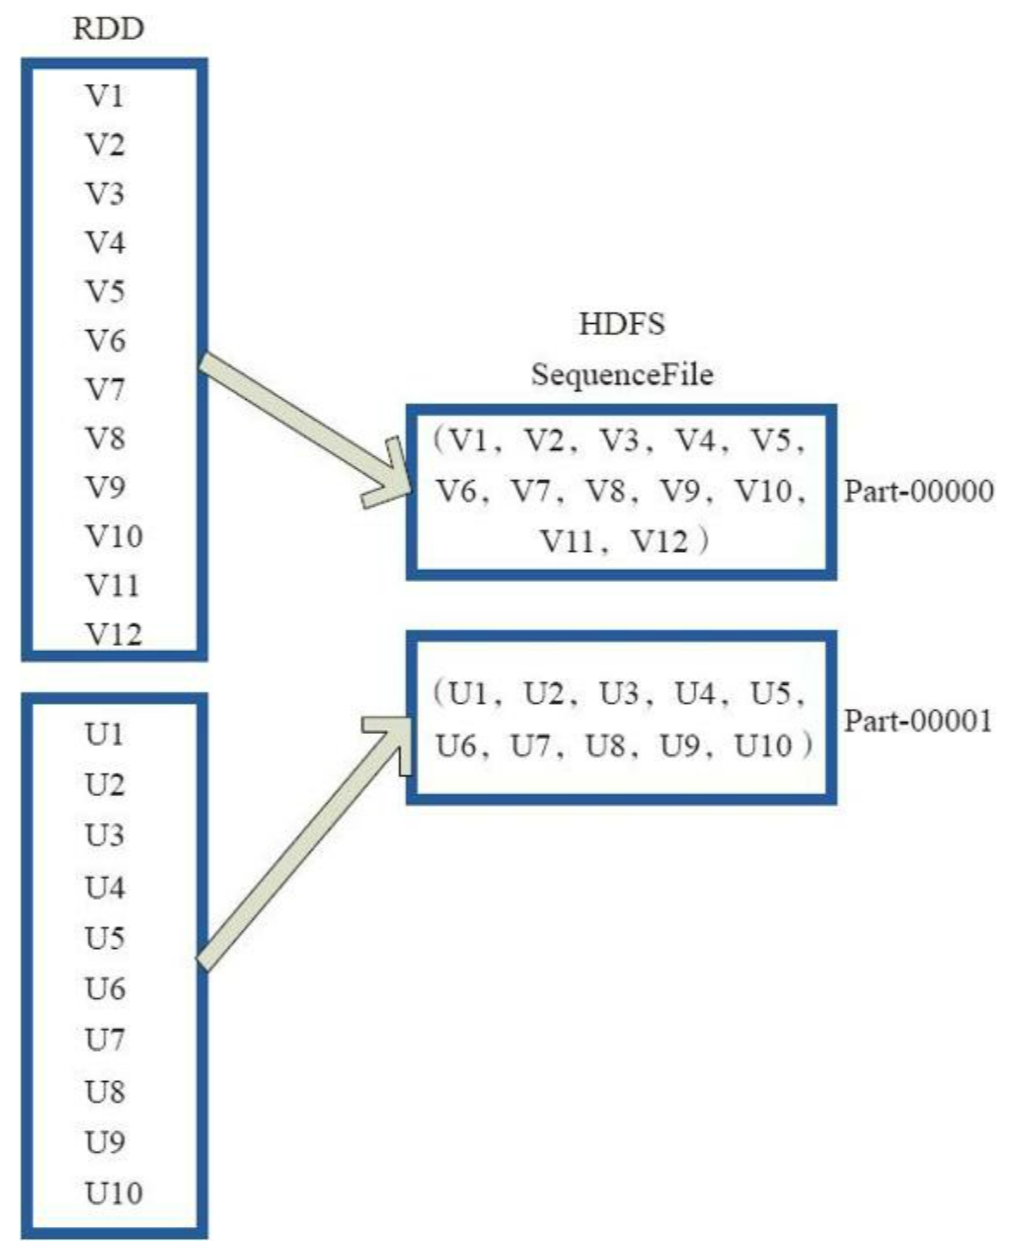 RDD
V1
V2
V3
V4
V5
V6
V7
V8
V9
V10
V11
V12
U1
U2
U3
U4
U5
U6
U7
U8
U9
U10
HDFS
SequenceFile
(V1, V2, V3, V4, V5,
V6, V7, V8, V9, V10,
V11, V12)
Part-00000
(U1, U2, U3, U4, U5,
U6, U7, U8, U9, U10)
Part-00001